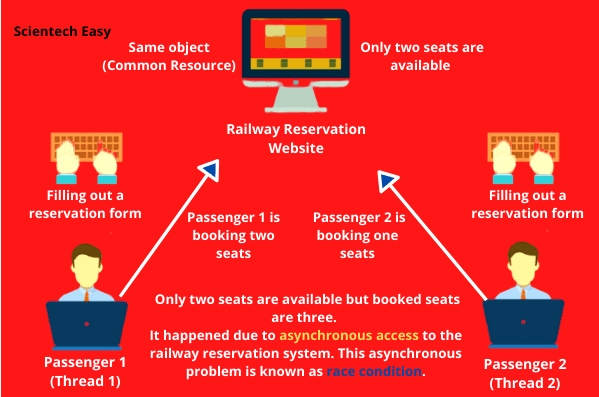 Scientech Easy
Same object
(Common Resource)
Only two seats are
available
Railway Reservation
Website
Filling out a
reservation form
Filling out a
reservation form
Passenger 1 is
booking two
seats
Passenger 2 is
booking one
seats
Only two seats are available but booked seats
are three.
It happened due to asynchronous access to the
railway reservation system. This asynchronous
problem is known as race condition.
Passenger 1
(Thread 1)
Passenger 2
(Thread 2)